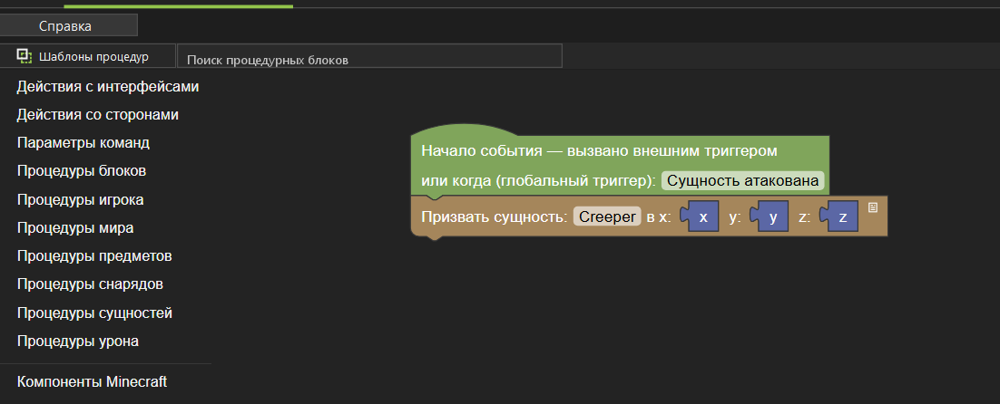 Справка
Шаблоны процедур
Поиск процедурных блоков
Действия с интерфейсами
Действия со сторонами
Параметры команд
Процедуры блоков
Процедуры игрока
Процедуры мира
Процедуры предметов
Процедуры снарядов
Процедуры сущностей
Процедуры урона
Компоненты Minecraft
Начало события — вызвано внешним триггером
или когда (глобальный триггер): Сущность атакована
Призвать сущность: Creeper в x: x y: y z: z